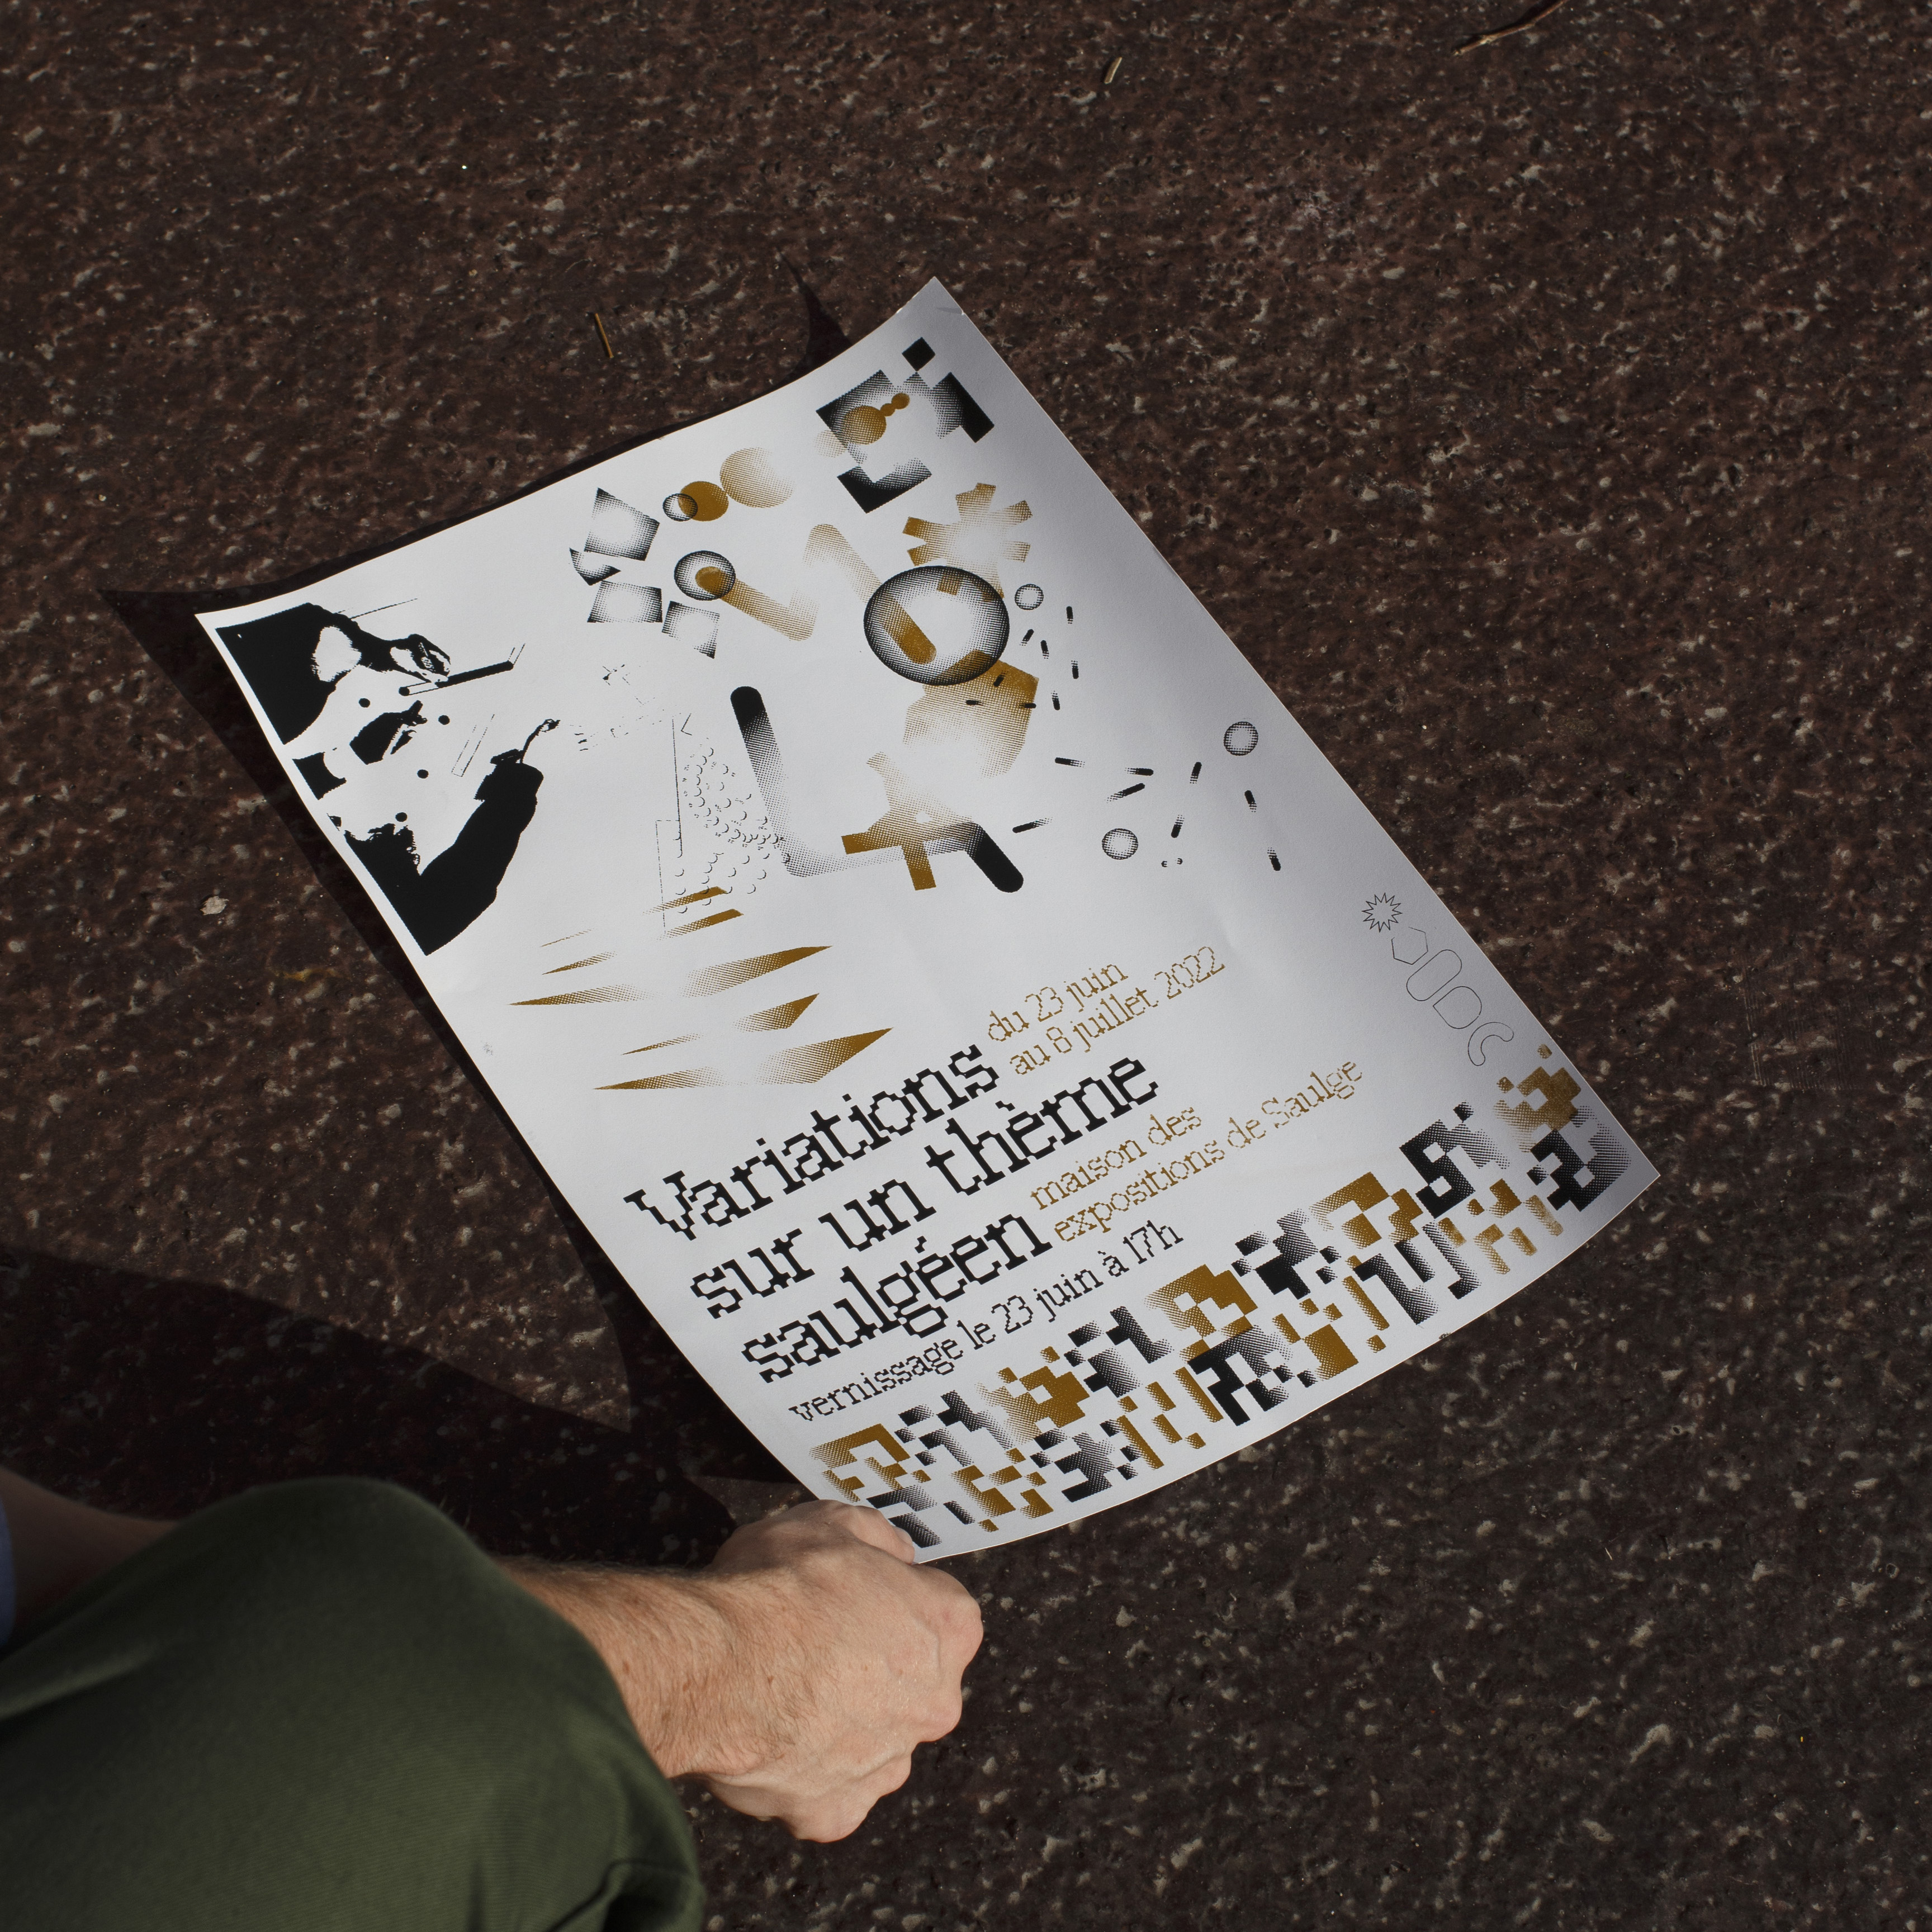 Variations
du 23 juin
au 8 juillet 2022
sur un thème
saulgéen
maison des
expositions de Saulge
vernissage le 23 juin à 17h